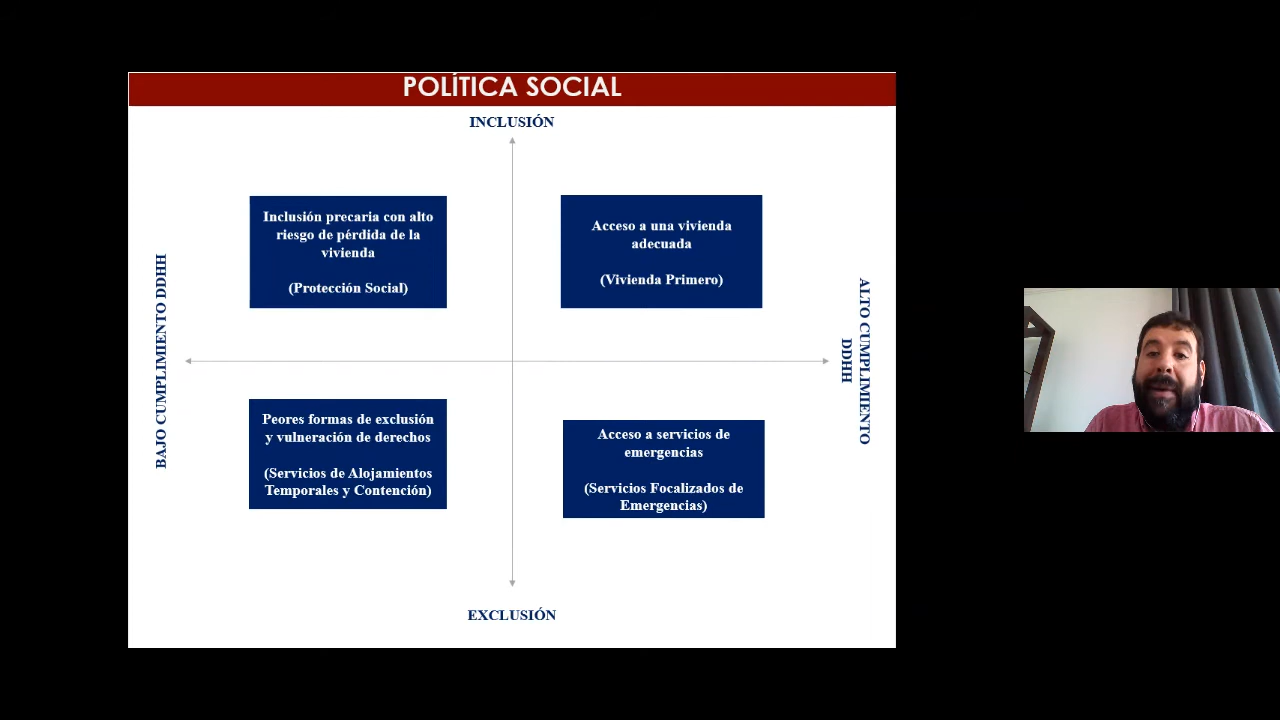 POLÍTICA SOCIAL
INCLUSIÓN
Inclusión precaria con alto
riesgo de pérdida de la
vivienda
(Protección Social)
Acceso a una vivienda
adecuada
(Vivienda Primero)
BAJO CUMPLIMIENTO DDHH
ALTO CUMPLIMIENTO
DDHH
Peores formas de exclusión
y vulneración de derechos
(Servicios de Alojamientos
Temporales y Contención)
Acceso a servicios de
emergencias
(Servicios Focalizados de
Emergencias)
EXCLUSIÓN